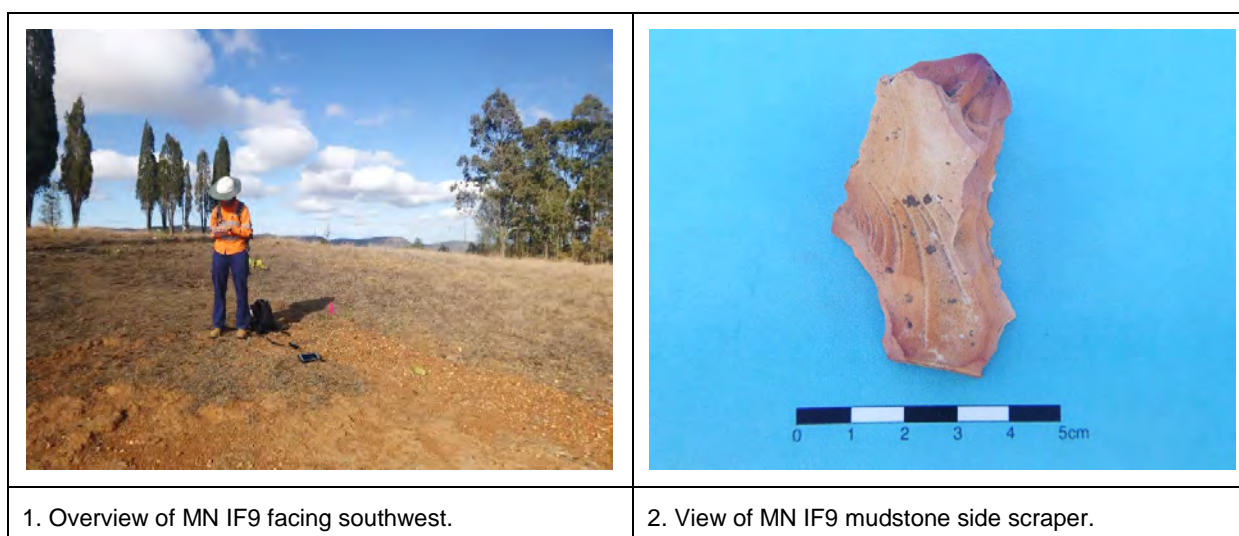 0 1 2 3 4 5cm
1. Overview of MN IF9 facing southwest.
2. View of MN IF9 mudstone side scraper.